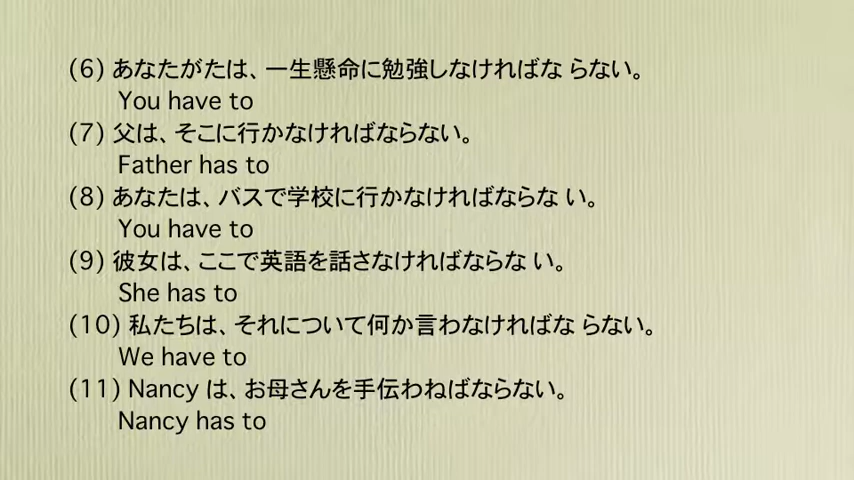 (6) あなたがたは、一生懸命に勉強しなければな らない。
You have to
(7) 父は、そこに行かなければならない。
Father has to
(8) あなたは、バスで学校に行かなければならな い。
You have to
(9) 彼女は、ここで英語を話さなければならな い。
She has to
(10) 私たちは、それについて何か言わなければな らない。
We have to
(11) Nancy は、お母さんを手伝わねばならない。
Nancy has to